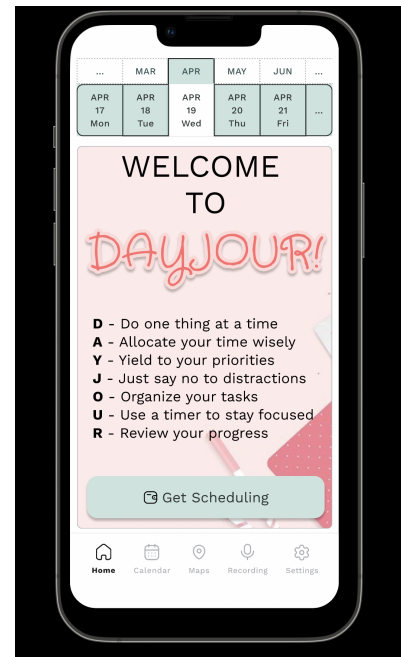 ... MAR APR MAY JUN ...
APR APR APR APR APR
17 18 19 20 21 ...
Mon Tue Wed Thu Fri
WELCOME
TO
DAYJOUR!
D - Do one thing at a time
A - Allocate your time wisely
Y - Yield to your priorities
J - Just say no to distractions
O - Organize your tasks
U - Use a timer to stay focused
R - Review your progress
Get Scheduling
Home Calendar Maps Recording Settings